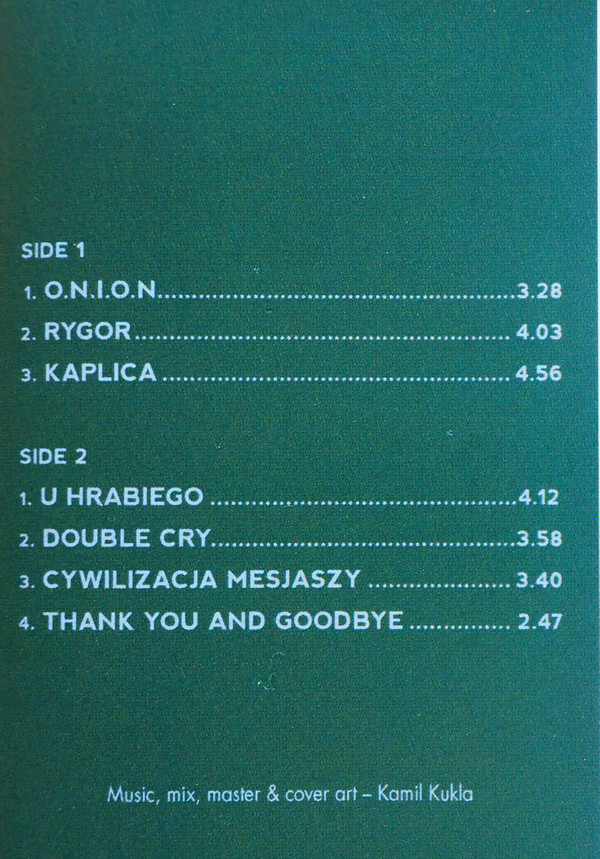 SIDE 1
1. O.N.I.O.N. 3.28
2. RYGOR 4.03
3. KAPLICA 4.56
SIDE 2
1. U HRABIEGO 4.12
2. DOUBLE CRY 3.58
3. CYWILIZACJA MESJASZY 3.40
4. THANK YOU AND GOODBYE 2.47
Music, mix, master & cover art – Kamil Kukla